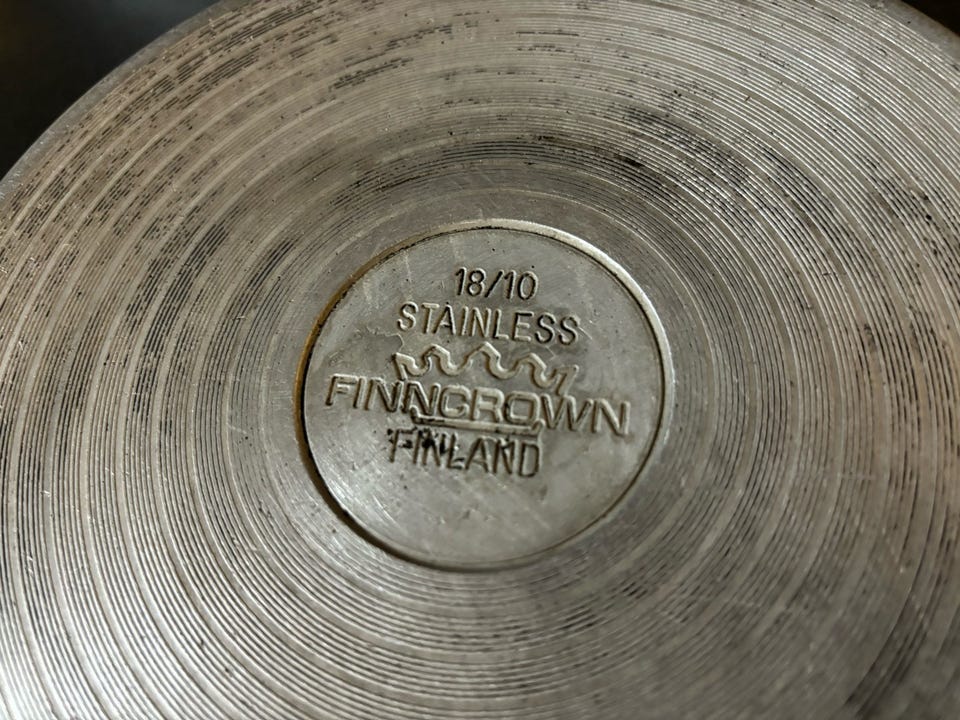 18/10
STAINLESS
FINNCROWN
FINLAND